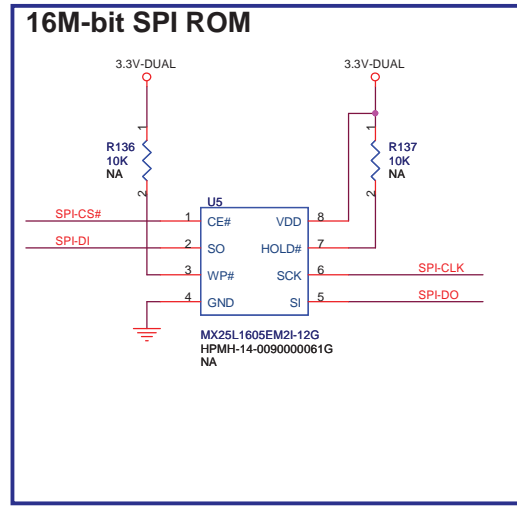 16M-bit SPI ROM
3.3V-DUAL
3.3V-DUAL
1
1
R136
10K
NA
R137
10K
NA
2
2
U5
SPI-CS#
1
CE#
VDD
8
SPI-DI
2
SO
HOLD#
7
3
WP#
SCK
6
SPI-CLK
4
GND
SI
5
SPI-DO
MX25L1605EM2I-12G
HPMH-14-0090000061G
NA